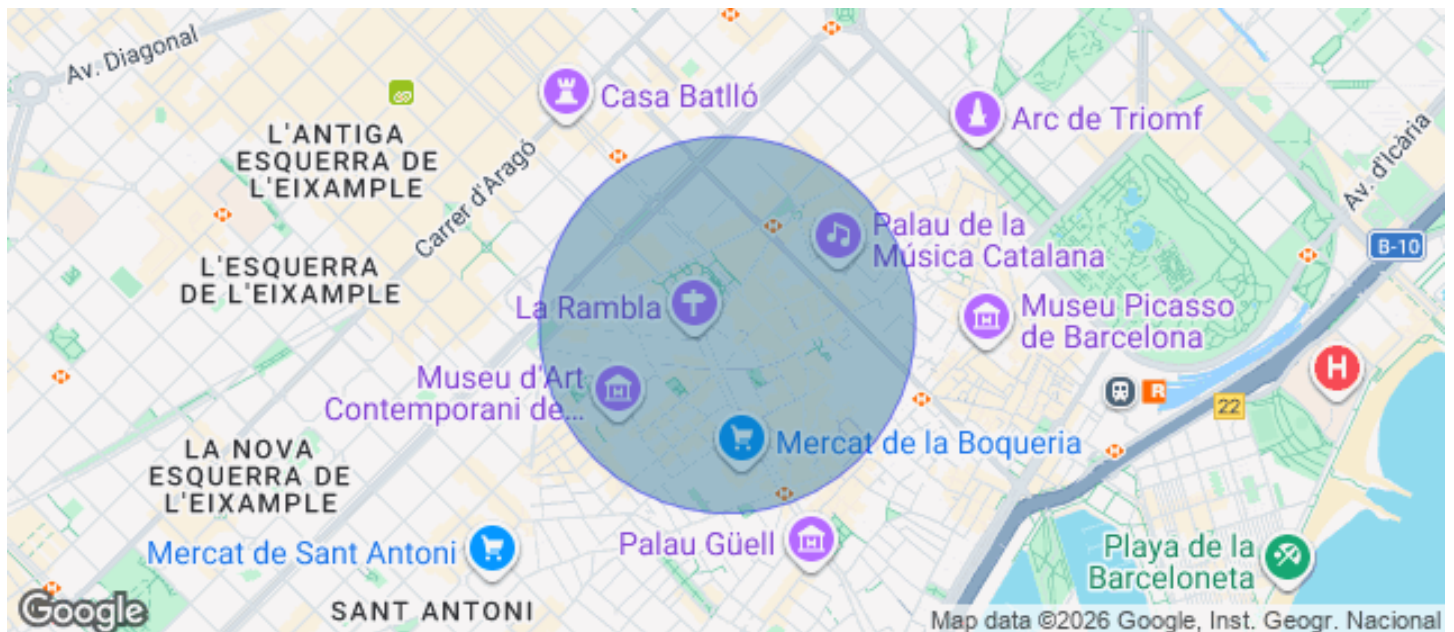 Av. Diagonal
Casa Batlló
Arc de Triomf
L'ANTIGA
ESQUERRA DE
L'EIXAMPLE
Carrer d'Aragó
Av. d'Icària
Palau de la
Música Catalana
B-10
L'ESQUERRA
DE L'EIXAMPLE
La Rambla
Museu Picasso
de Barcelona
H
Museu d'Art
Contemporani de...
R
22
Mercat de la Boqueria
LA NOVA
ESQUERRA DE
L'EIXAMPLE
Mercat de Sant Antoni
Palau Güell
Playa de la
Barceloneta
SANT ANTONI
Google
Map data ©2026 Google, Inst. Geogr. Nacional